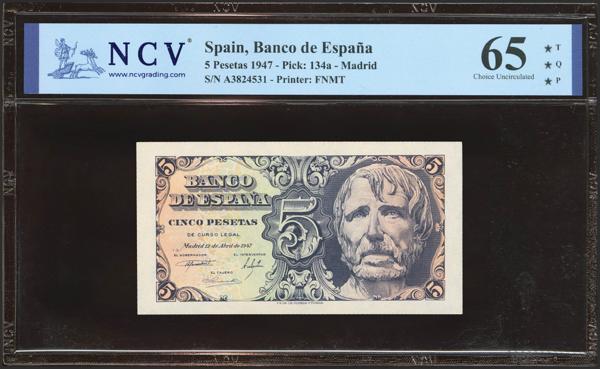 NCV
www.ncvgrading.com
Spain, Banco de España
5 Pesetas 1947 - Pick: 134a - Madrid
S/N A3824531 - Printer: FNMT
65
Choice Uncirculated
★ T
★ Q
★ P
5
5
BANCO
DE ESPAÑA
CINCO PESETAS
DE CURSO LEGAL
Madrid 12 de Abril de 1947
EL GOBERNADOR
EL INTERVENTOR
EL CAJERO
5
5
5